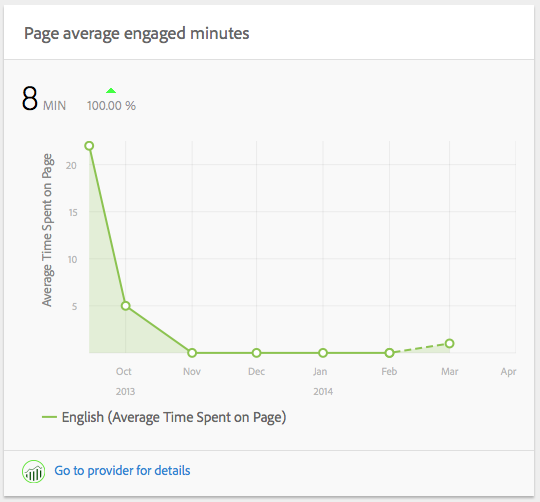 Page average engaged minutes
8 MIN 100.00 %
Average Time Spent on Page
20
15
10
5
Oct Nov Dec Jan Feb Mar Apr
2013 2014
English (Average Time Spent on Page)
Go to provider for details